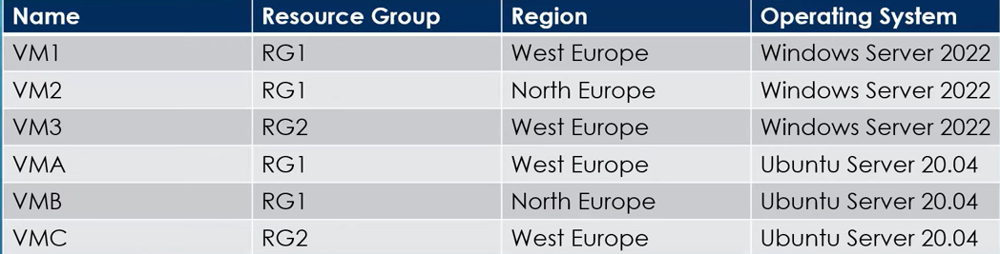 Name Resource Group Region Operating System
VM1 RG1 West Europe Windows Server 2022
VM2 RG1 North Europe Windows Server 2022
VM3 RG2 West Europe Windows Server 2022
VMA RG1 West Europe Ubuntu Server 20.04
VMB RG1 North Europe Ubuntu Server 20.04
VMC RG2 West Europe Ubuntu Server 20.04